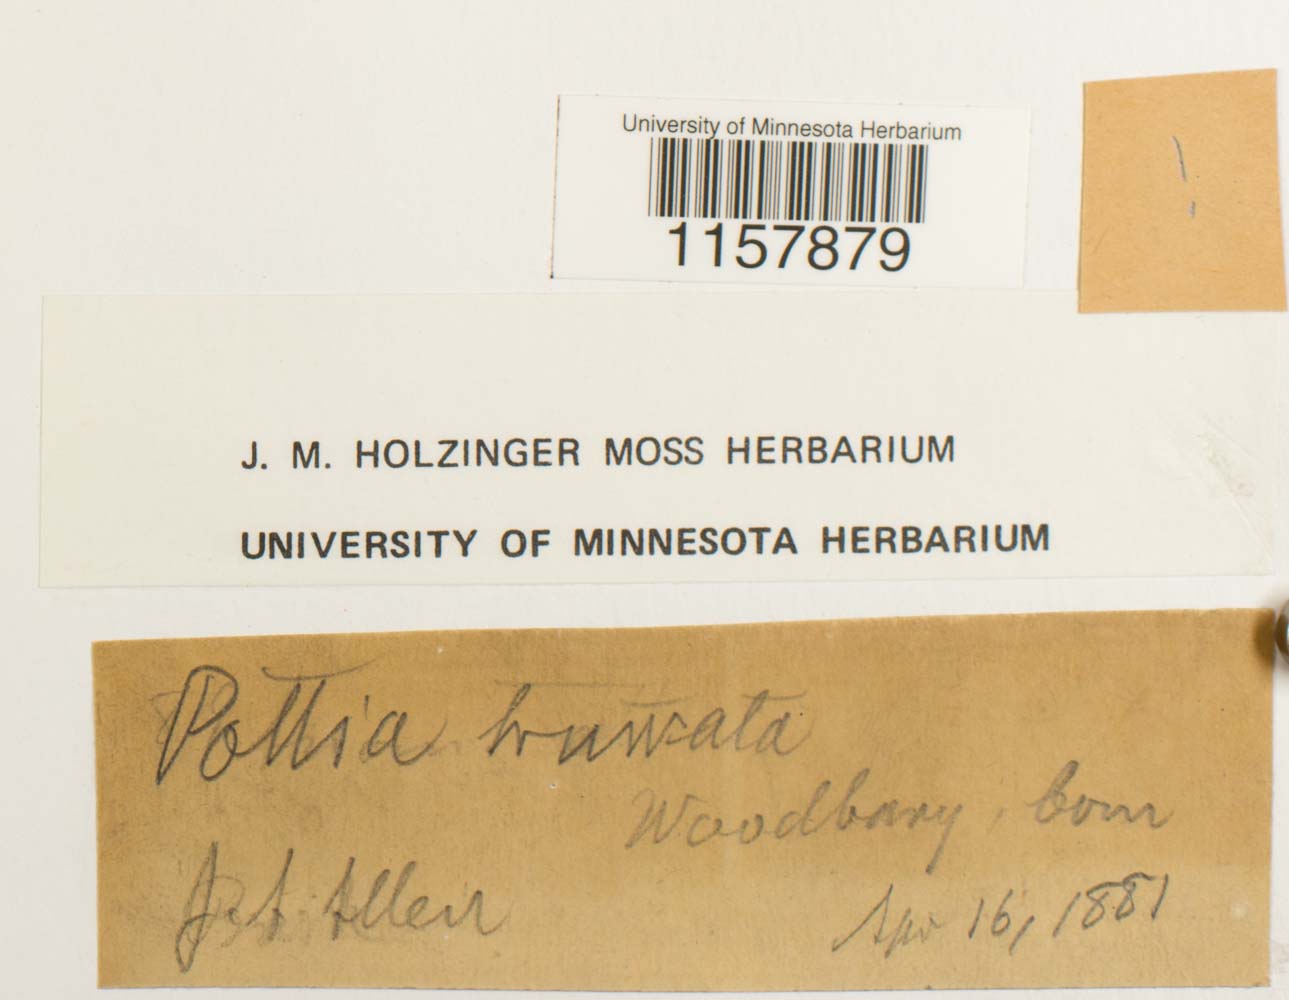 University of Minnesota Herbarium
1157879
!
J. M. HOLZINGER MOSS HERBARIUM
UNIVERSITY OF MINNESOTA HERBARIUM
Pottia truncata
Woodbury, Conn
Allen
Apr 16, 1881